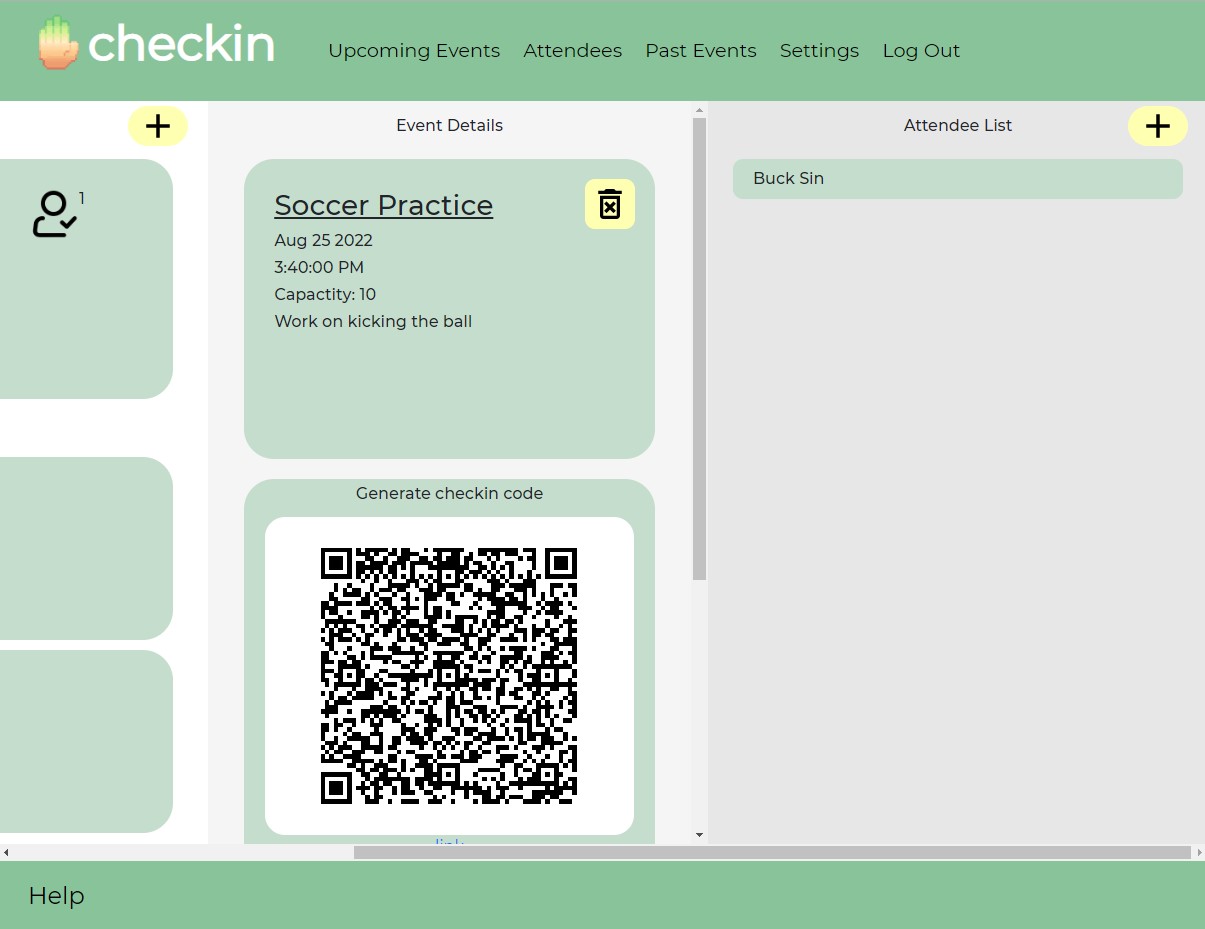 checkin
Upcoming Events Attendees Past Events Settings Log Out
1
Event Details
Soccer Practice
Aug 25 2022
3:40:00 PM
Capactity: 10
Work on kicking the ball
Generate checkin code
link
Attendee List
Buck Sin
Help